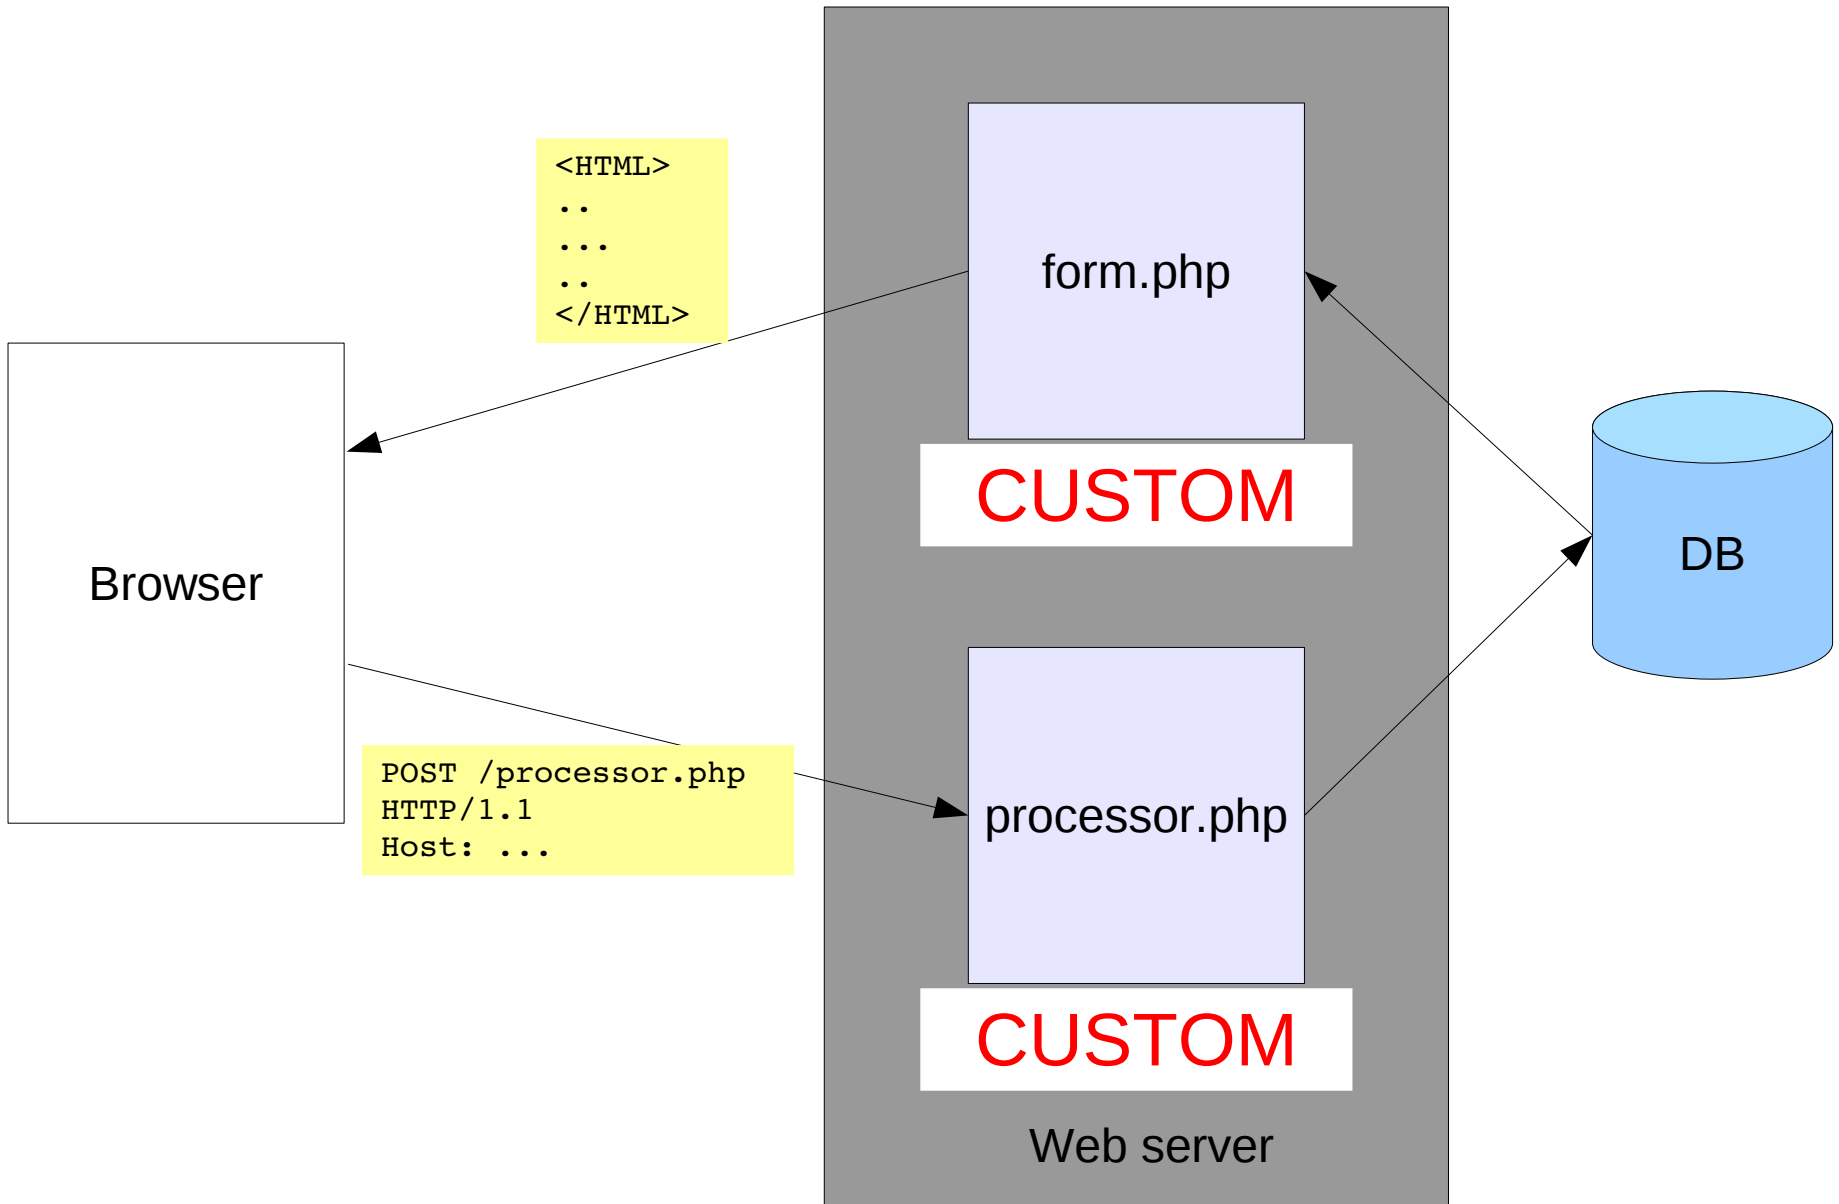 <HTML>
..
...
..
</HTML>
form.php
CUSTOM
Browser
DB
POST /processor.php
HTTP/1.1
Host: ...
processor.php
CUSTOM
Web server